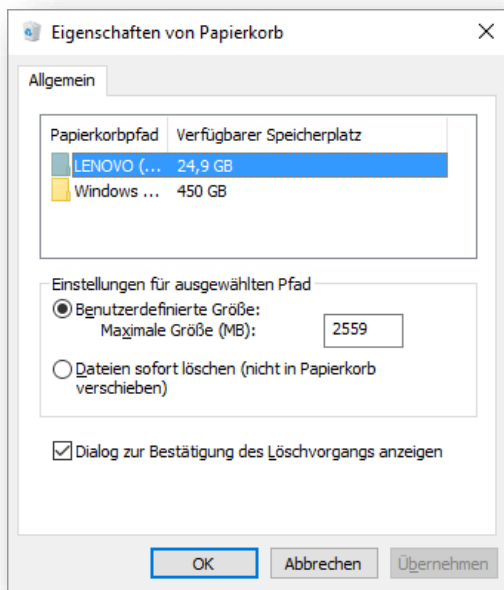 Eigenschaften von Papierkorb
Allgemein
Papierkorbpfad Verfügbarer Speicherplatz
LENOVO (... 24,9 GB
Windows ... 450 GB
Einstellungen für ausgewählten Pfad
Benutzerdefinierte Größe:
Maximale Größe (MB): 2559
Dateien sofort löschen (nicht in Papierkorb
verschieben)
Dialog zur Bestätigung des Löschvorgangs anzeigen
OK Abbrechen Übernehmen